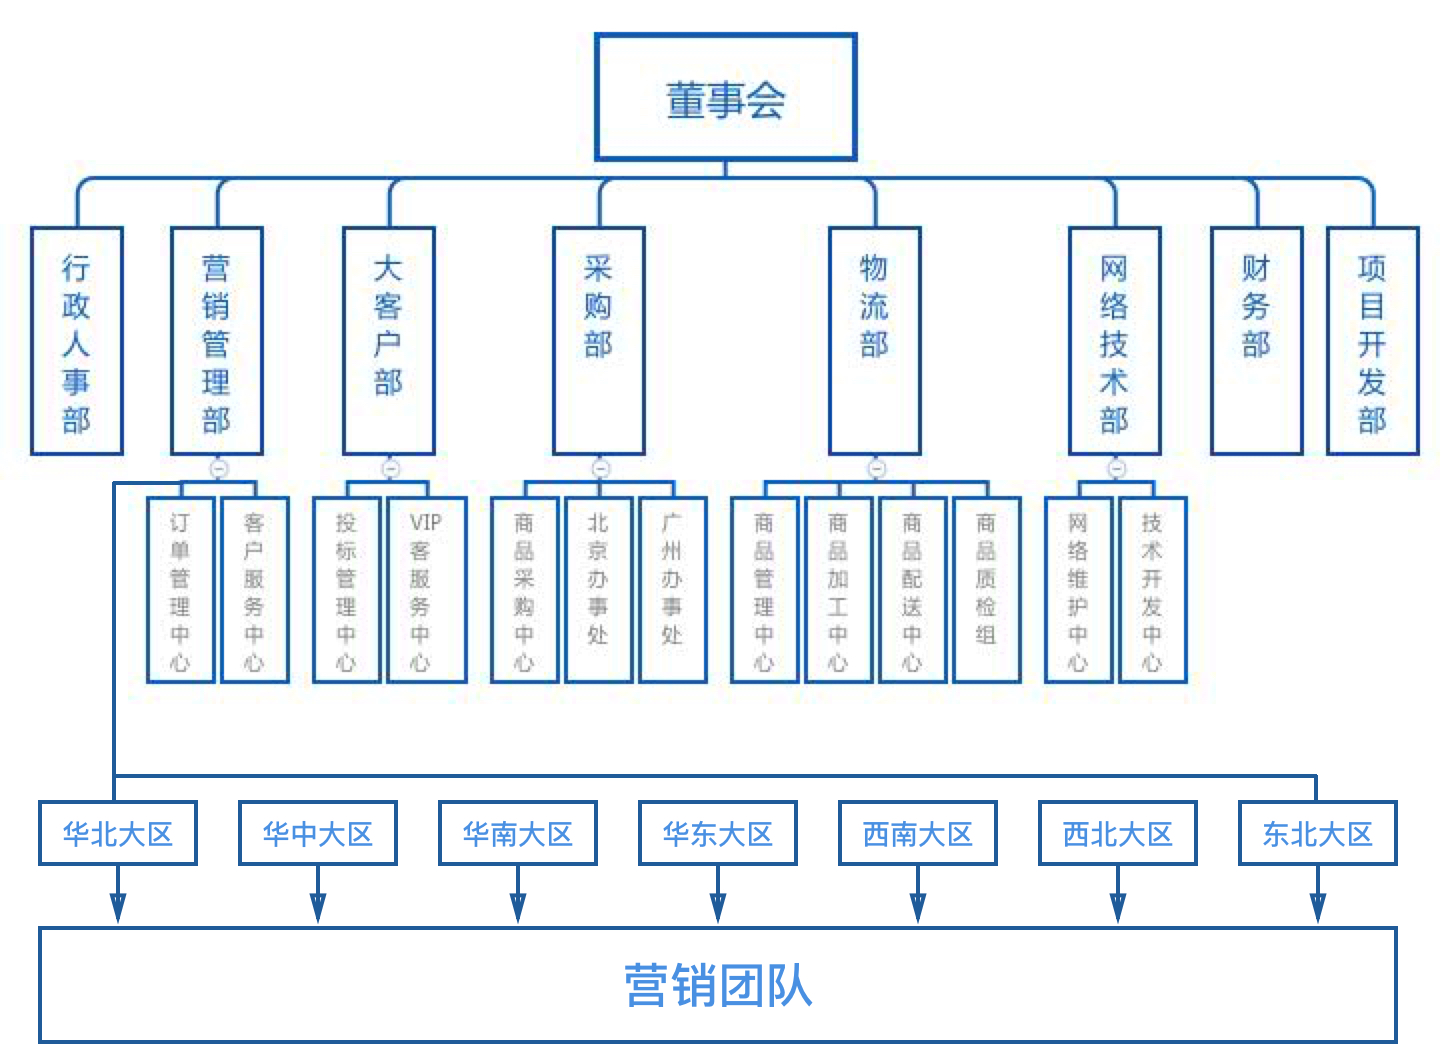 董事会
行政人事部
营销管理部
大客户部
采购部
物流部
网络技术部
财务部
项目开发部
订单管理中心
客户服务中心
投标管理中心
VIP客服务中心
商品采购中心
北京办事处
广州办事处
商品管理中心
商品加工中心
商品配送中心
商品质检组
网络维护中心
技术开发中心
华北大区
华中大区
华南大区
华东大区
西南大区
西北大区
东北大区
营销团队